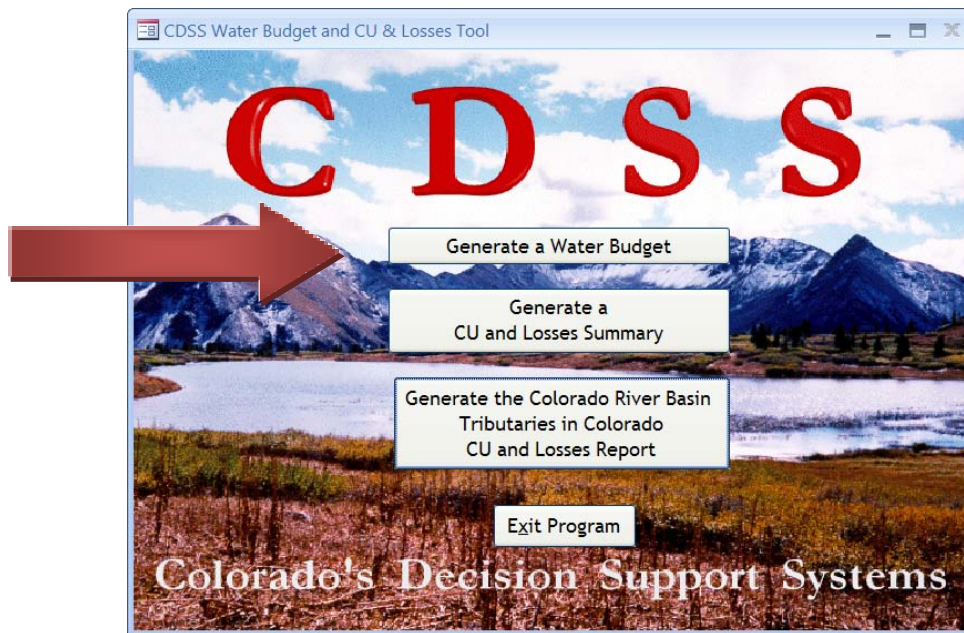 CDSS Water Budget and CU & Losses Tool
C D S S
Generate a Water Budget
Generate a
CU and Losses Summary
Generate the Colorado River Basin
Tributaries in Colorado
CU and Losses Report
Exit Program
Colorado's Decision Support Systems